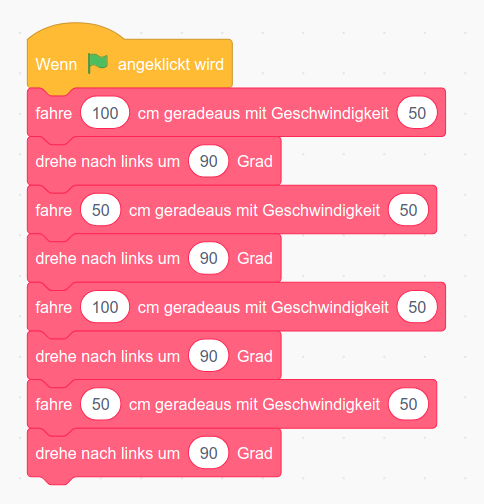 Wenn angeklickt wird
fahre 100 cm geradeaus mit Geschwindigkeit 50
drehe nach links um 90 Grad
fahre 50 cm geradeaus mit Geschwindigkeit 50
drehe nach links um 90 Grad
fahre 100 cm geradeaus mit Geschwindigkeit 50
drehe nach links um 90 Grad
fahre 50 cm geradeaus mit Geschwindigkeit 50
drehe nach links um 90 Grad